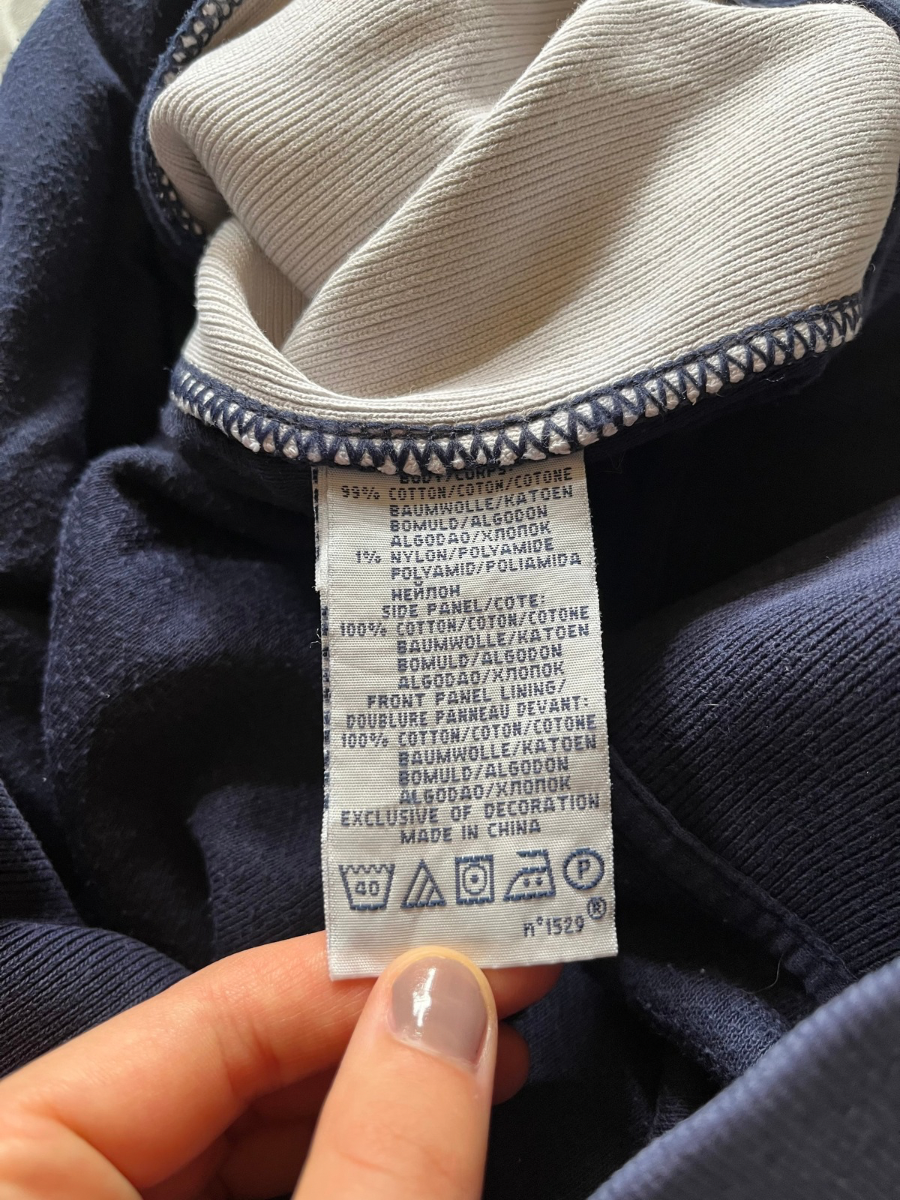 BODY/CORPS:
99% COTTON/COTON/COTONE
BAUMWOLLE/KATOEN
BOMULD/ALGODON
ALGODAO/ХЛОПОК
1% NYLON/POLYAMIDE
POLYAMID/POLIAMIDA
НЕЙЛОН
SIDE PANEL/COTE:
100% COTTON/COTON/COTONE
BAUMWOLLE/KATOEN
BOMULD/ALGODON
ALGODAO/ХЛОПОК
FRONT PANEL LINING/
DOUBLURE PANNEAU DEVANT:
100% COTTON/COTON/COTONE
BAUMWOLLE/KATOEN
BOMULD/ALGODON
ALGODAO/ХЛОПОК
EXCLUSIVE OF DECORATION
MADE IN CHINA
40 P
n°1529®